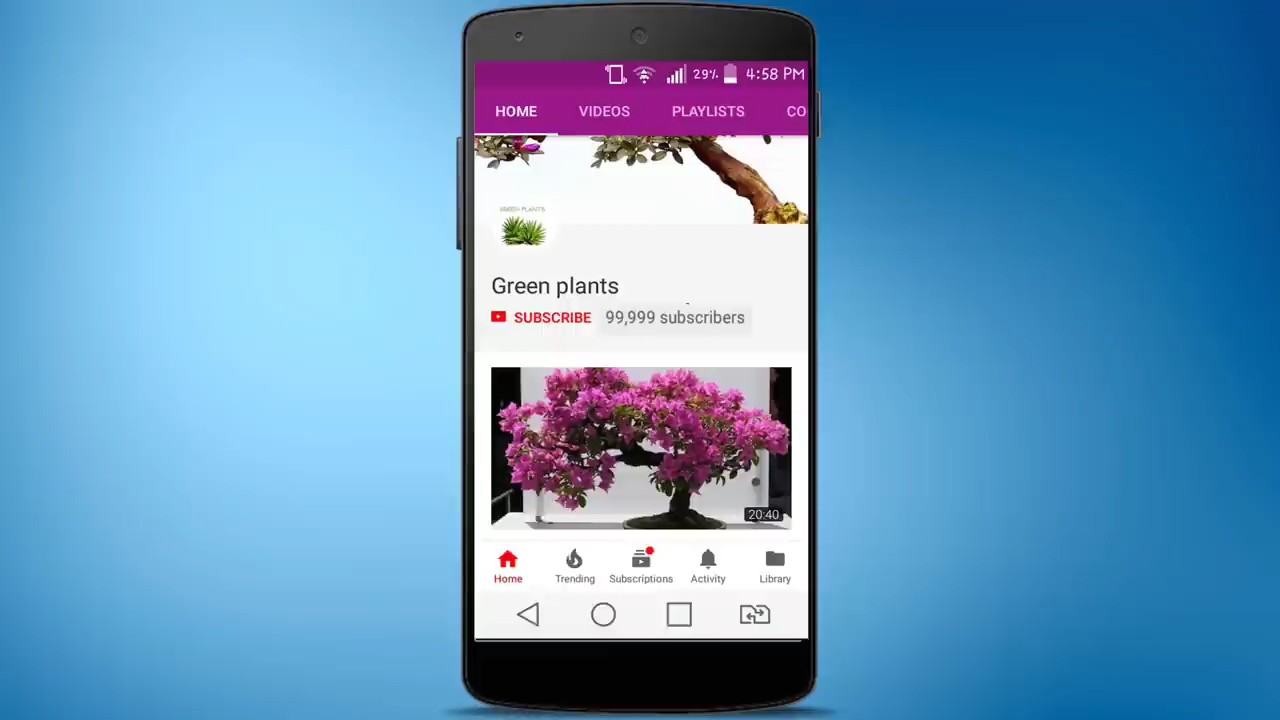 29% 4:58 PM
HOME VIDEOS PLAYLISTS CO
GREEN PLANTS
Green plants
SUBSCRIBE 99,999 subscribers
20:40
Home Trending Subscriptions Activity Library